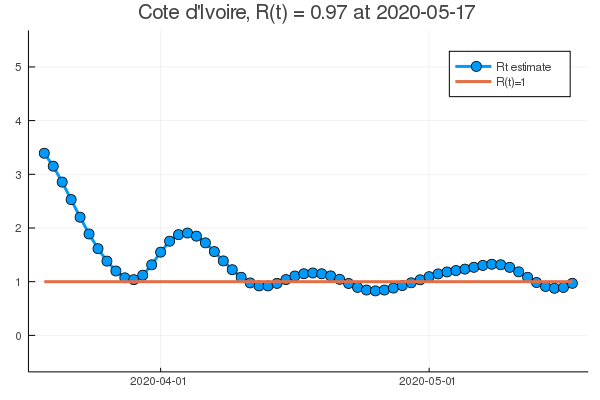 Cote d'Ivoire, R(t) = 0.97 at 2020-05-17
Rt estimate
R(t)=1
5
4
3
2
1
0
2020-04-01
2020-05-01